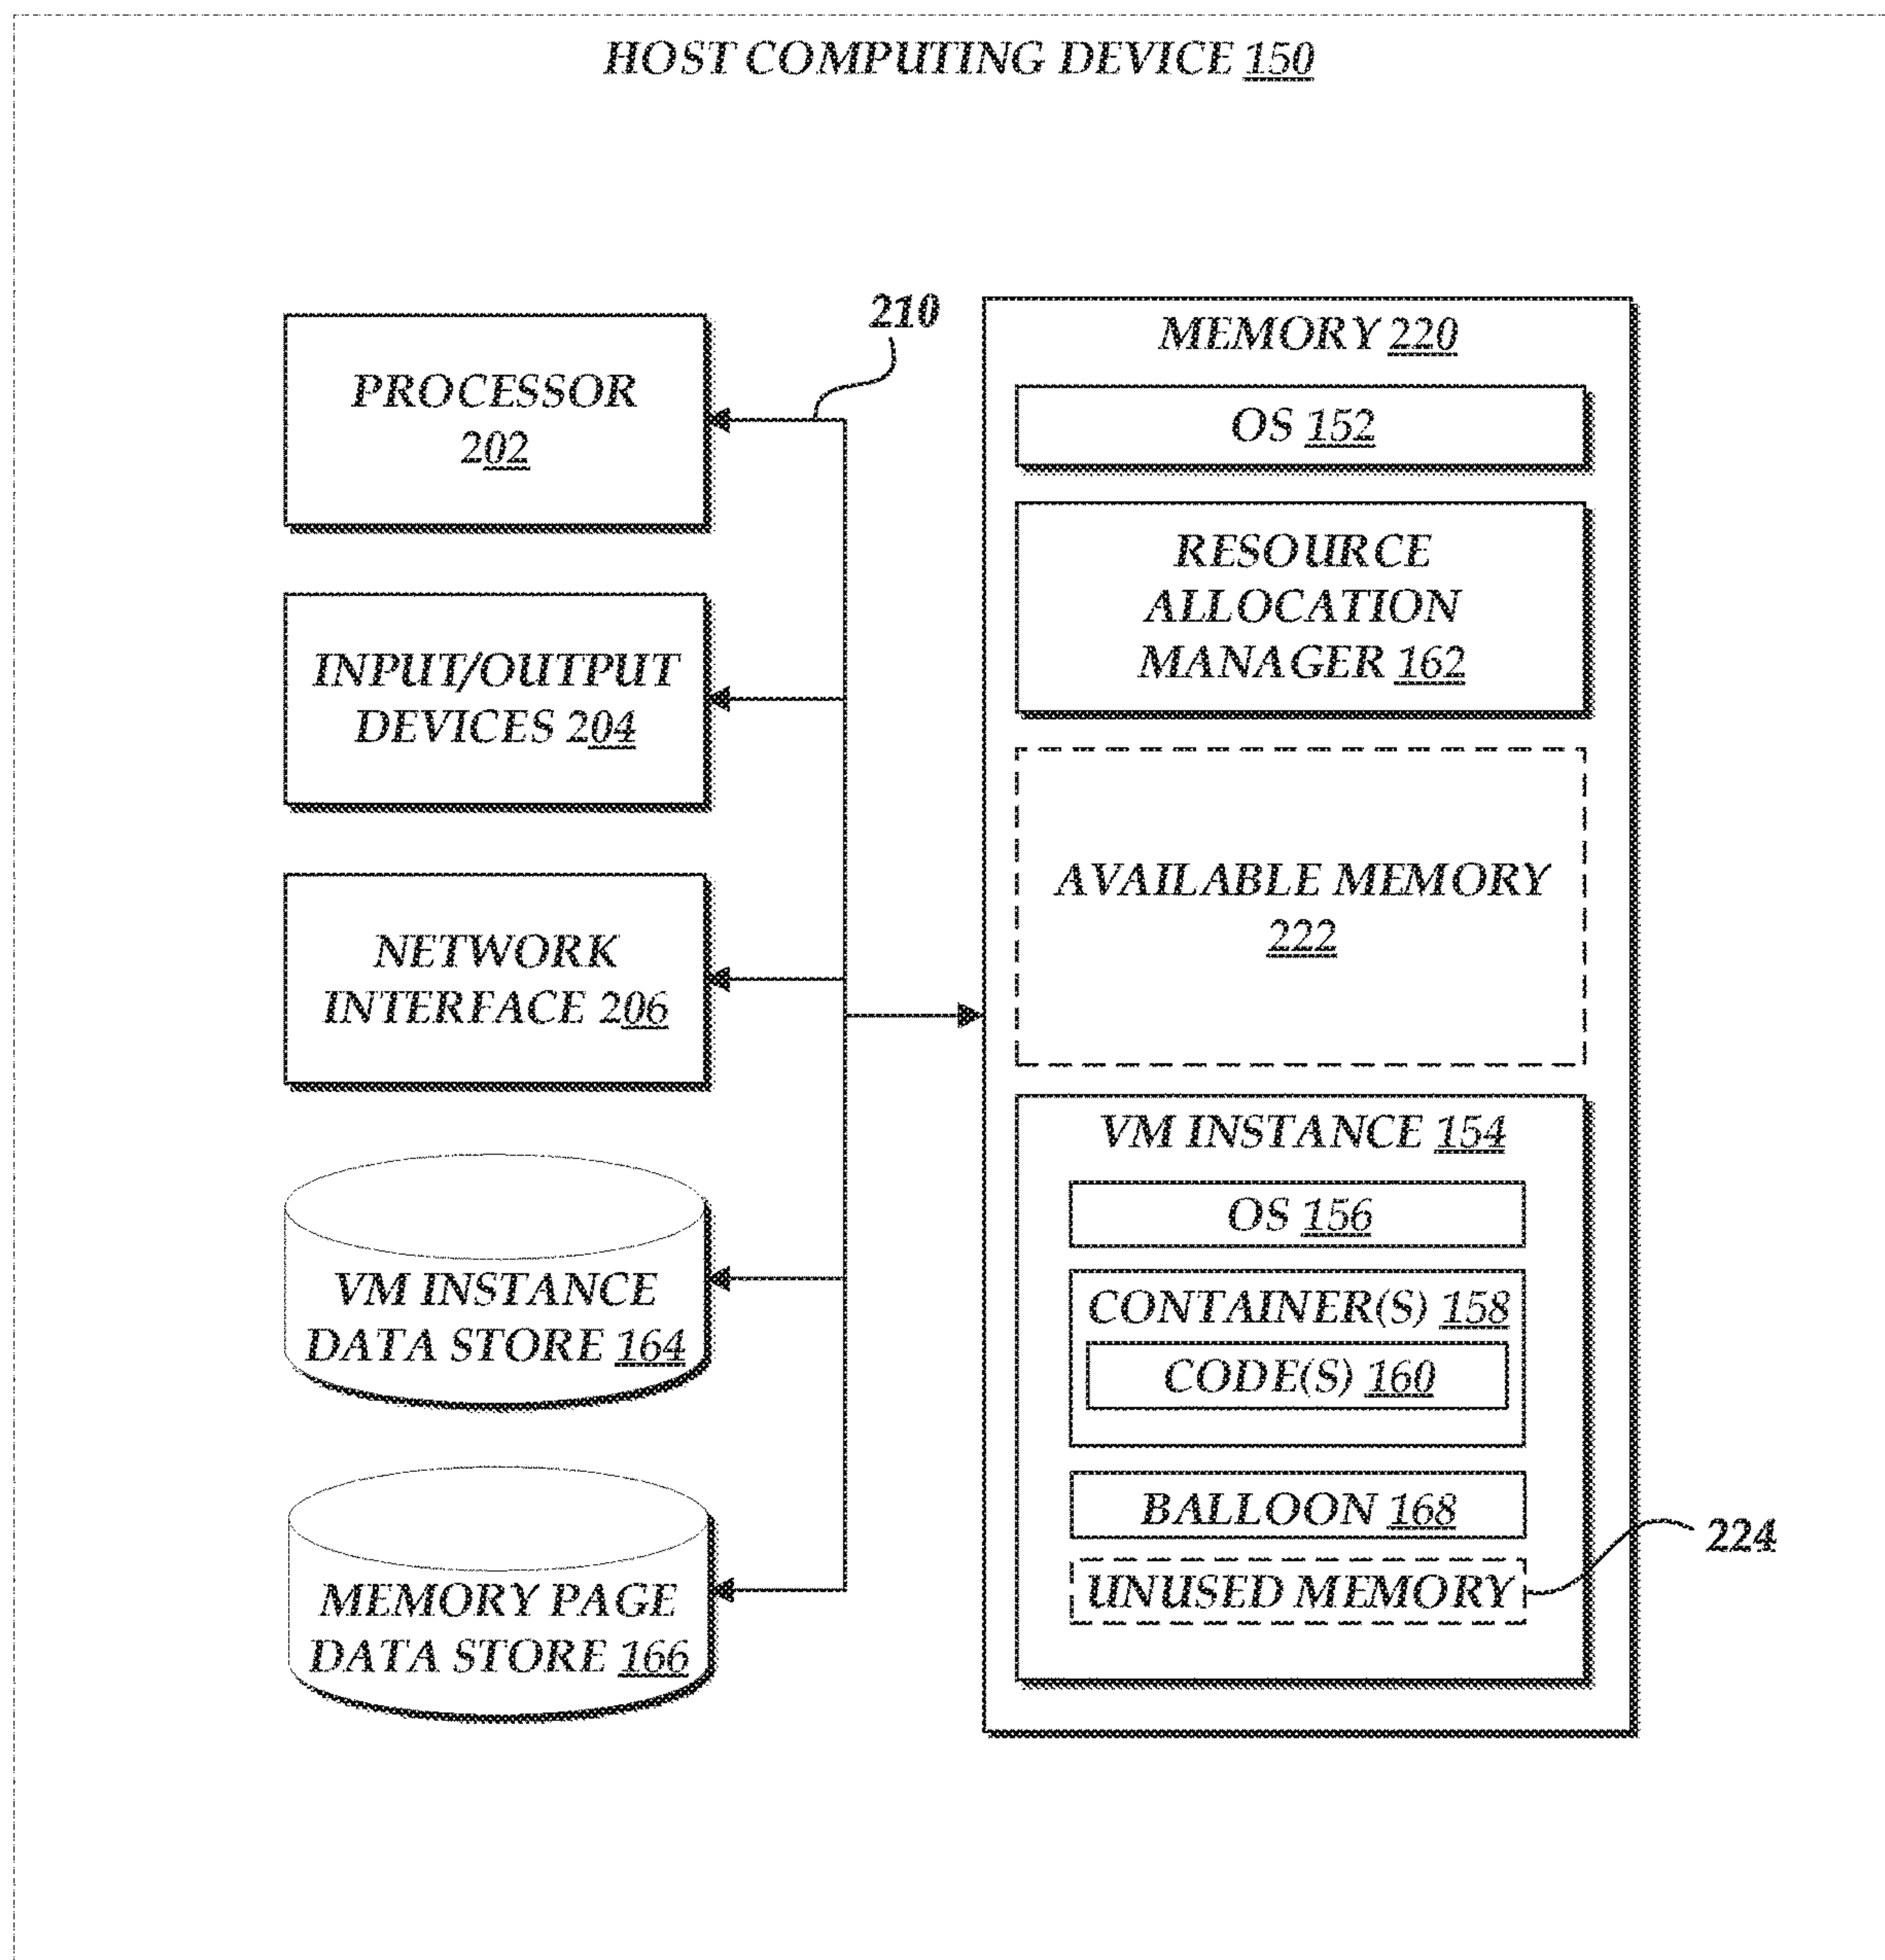 HOST COMPUTING DEVICE 150
PROCESSOR
202
INPUT/OUTPUT
DEVICES 204
NETWORK
INTERFACE 206
VM INSTANCE
DATA STORE 164
MEMORY PAGE
DATA STORE 166
210
MEMORY 220
OS 152
RESOURCE
ALLOCATION
MANAGER 162
AVAILABLE MEMORY
222
VM INSTANCE 154
OS 156
CONTAINER(S) 158
CODE(S) 160
BALLOON 168
UNUSED MEMORY
224